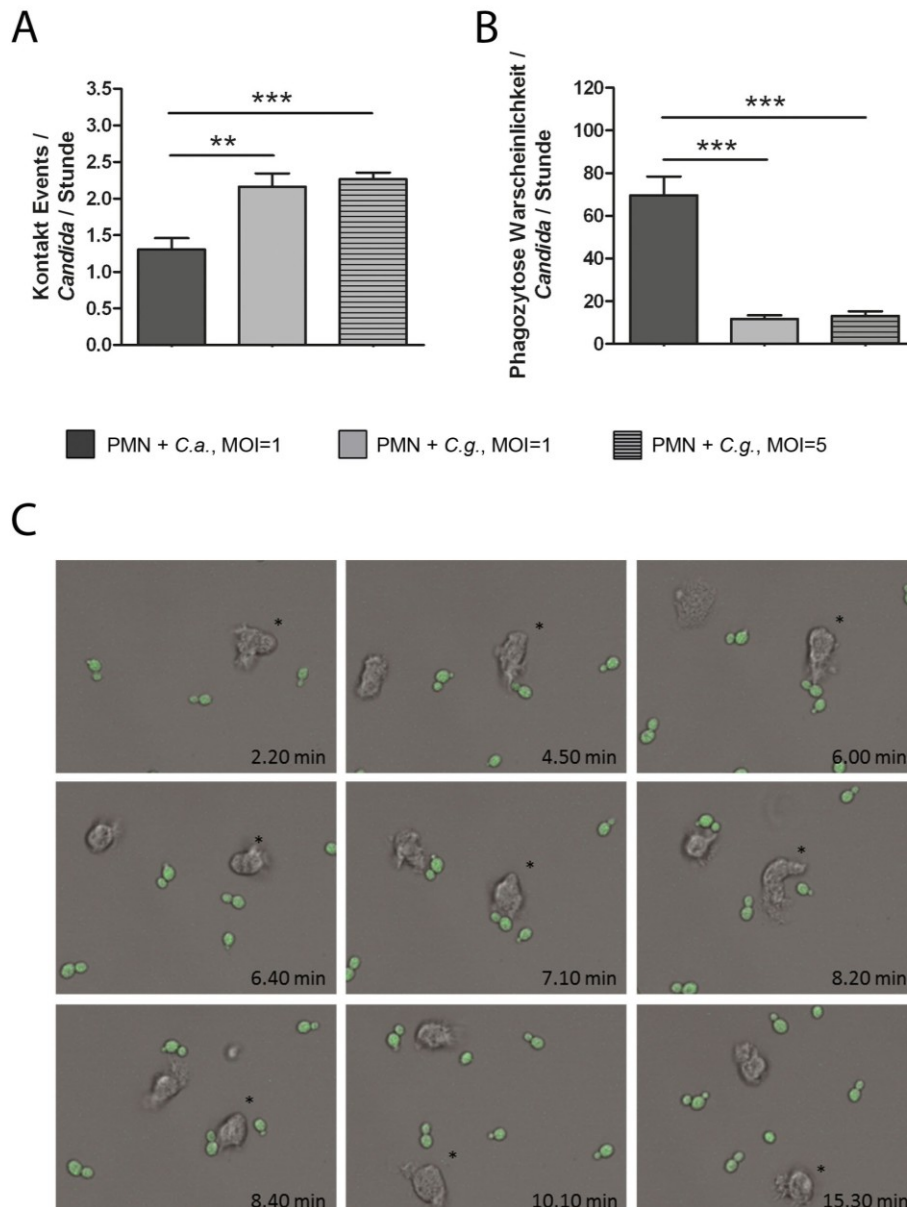 A
Kontakt Events /
Candida / Stunde
3.5
3.0
2.5
2.0
1.5
1.0
0.5
0.0
***
**
B
Phagozytose Warscheinlichkeit /
Candida / Stunde
120
100
80
60
40
20
0
***
***
PMN + C.a., MOI=1
PMN + C.g., MOI=1
PMN + C.g., MOI=5
C
*
2.20 min
*
4.50 min
*
6.00 min
*
6.40 min
*
7.10 min
*
8.20 min
*
8.40 min
*
10.10 min
*
15.30 min